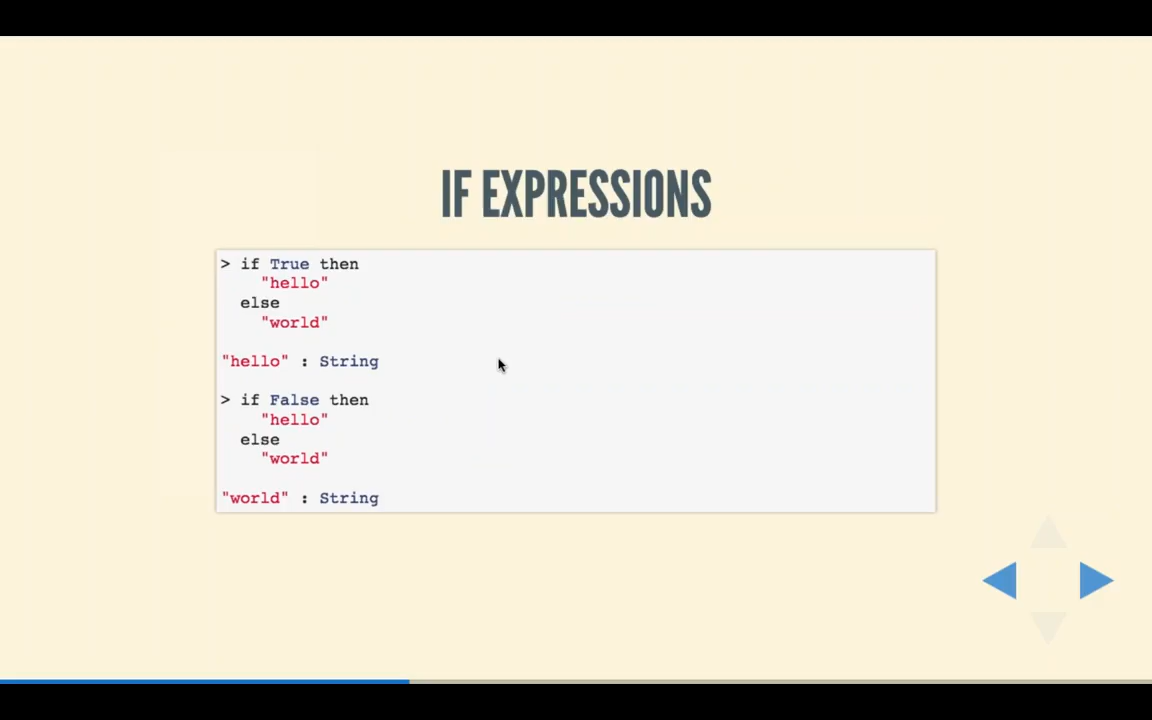 IF EXPRESSIONS
> if True then
"hello"
else
"world"
"hello" : String
> if False then
"hello"
else
"world"
"world" : String